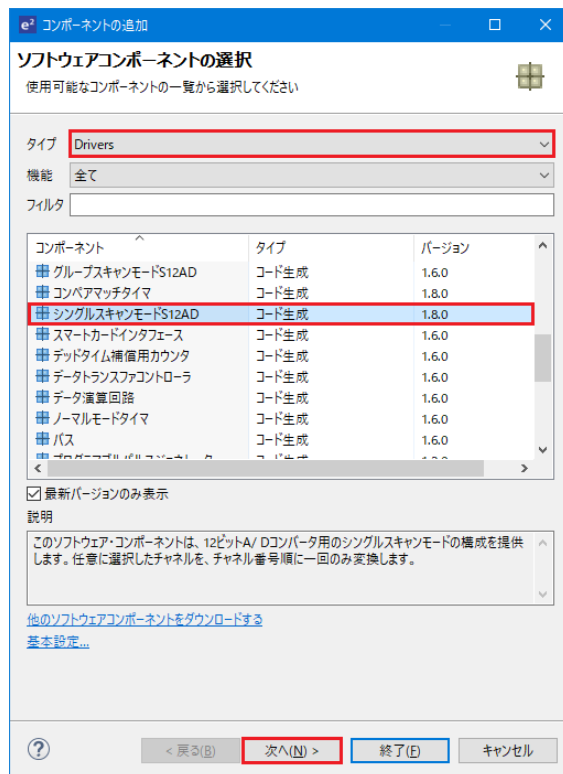 e² コンポーネントの追加
ソフトウェアコンポーネントの選択
使用可能なコンポーネントの一覧から選択してください
タイプ Drivers
機能 全て
フィルタ
コンポーネント タイプ バージョン
グループスキャンモードS12AD コード生成 1.6.0
コンペアマッチタイマ コード生成 1.8.0
シングルスキャンモードS12AD コード生成 1.8.0
スマートカードインタフェース コード生成 1.6.0
デッドタイム補償用カウンタ コード生成 1.6.0
データトランスファコントローラ コード生成 1.6.0
データ演算回路 コード生成 1.6.0
ノーマルモードタイマ コード生成 1.6.0
バス コード生成 1.6.0
最新バージョンのみ表示
説明
このソフトウェア・コンポーネントは、12ビットA/ Dコンバータ用のシングルスキャンモードの構成を提供
します。任意に選択したチャネルを、チャネル番号順に一回のみ変換します。
他のソフトウェアコンポーネントをダウンロードする
基本設定...
? < 戻る(B) 次へ(N) > 終了(F) キャンセル